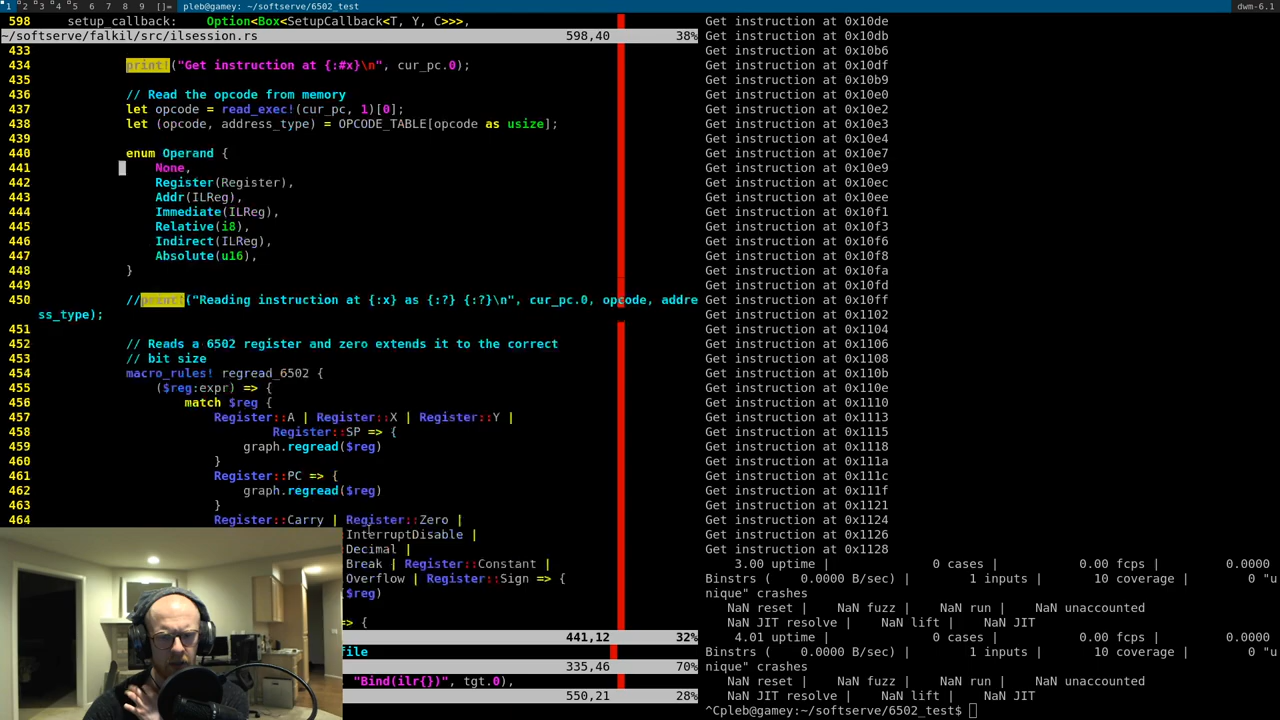 1 2 3 4 5 6 7 8 9 []= pleb@gamey: ~/softserve/6502_test dwm-6.1
598 setup_callback: Option<Box<SetupCallback<T, Y, C>>>,
~/softserve/falkil/src/ilsession.rs 598,40 38%
433
434 print!("Get instruction at {:#x}\n", cur_pc.0);
435
436 // Read the opcode from memory
437 let opcode = read_exec!(cur_pc, 1)[0];
438 let (opcode, address_type) = OPCODE_TABLE[opcode as usize];
439
440 enum Operand {
441 None,
442 Register(Register),
443 Addr(ILReg),
444 Immediate(ILReg),
445 Relative(i8),
446 Indirect(ILReg),
447 Absolute(u16),
448 }
449
450 //print!("Reading instruction at {:x} as {:?} {:?}\n", cur_pc.0, opcode, addre
ss_type);
451
452 // Reads a 6502 register and zero extends it to the correct
453 // bit size
454 macro_rules! regread_6502 {
455 ($reg:expr) => {
456 match $reg {
457 Register::A | Register::X | Register::Y |
458 Register::SP => {
459 graph.regread($reg)
460 }
461 Register::PC => {
462 graph.regread($reg)
463 }
464 Register::Carry | Register::Zero |
InterruptDisable |
Decimal |
Break | Register::Constant |
Overflow | Register::Sign => {
($reg)
=> {
441,12 32%
file
335,46 70%
"Bind(ilr{})", tgt.0),
550,21 28%
Get instruction at 0x10de
Get instruction at 0x10db
Get instruction at 0x10b6
Get instruction at 0x10df
Get instruction at 0x10b9
Get instruction at 0x10e0
Get instruction at 0x10e2
Get instruction at 0x10e3
Get instruction at 0x10e4
Get instruction at 0x10e7
Get instruction at 0x10e9
Get instruction at 0x10ec
Get instruction at 0x10ee
Get instruction at 0x10f1
Get instruction at 0x10f3
Get instruction at 0x10f6
Get instruction at 0x10f8
Get instruction at 0x10fa
Get instruction at 0x10fd
Get instruction at 0x10ff
Get instruction at 0x1102
Get instruction at 0x1104
Get instruction at 0x1106
Get instruction at 0x1108
Get instruction at 0x110b
Get instruction at 0x110e
Get instruction at 0x1110
Get instruction at 0x1113
Get instruction at 0x1115
Get instruction at 0x1118
Get instruction at 0x111a
Get instruction at 0x111c
Get instruction at 0x111f
Get instruction at 0x1121
Get instruction at 0x1124
Get instruction at 0x1126
Get instruction at 0x1128
3.00 uptime | 0 cases | 0.00 fcps | 0.0000
Binstrs ( 0.0000 B/sec) | 1 inputs | 10 coverage | 0 "u
nique" crashes
NaN reset | NaN fuzz | NaN run | NaN unaccounted
NaN JIT resolve | NaN lift | NaN JIT
4.01 uptime | 0 cases | 0.00 fcps | 0.0000
Binstrs ( 0.0000 B/sec) | 1 inputs | 10 coverage | 0 "u
nique" crashes
NaN reset | NaN fuzz | NaN run | NaN unaccounted
NaN JIT resolve | NaN lift | NaN JIT
^Cpleb@gamey:~/softserve/6502_test$